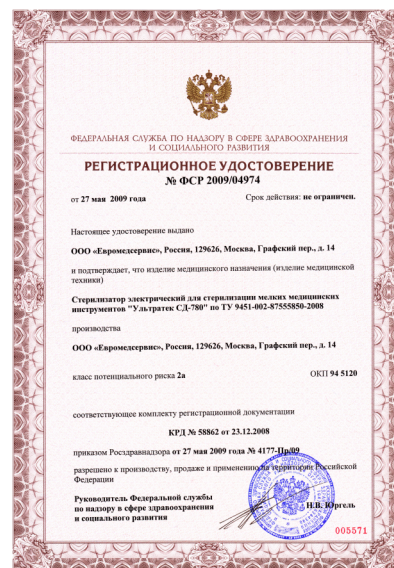 ФЕДЕРАЛЬНАЯ СЛУЖБА ПО НАДЗОРУ В СФЕРЕ ЗДРАВООХРАНЕНИЯ
И СОЦИАЛЬНОГО РАЗВИТИЯ
РЕГИСТРАЦИОННОЕ УДОСТОВЕРЕНИЕ
№ ФСР 2009/04974
от 27 мая 2009 года Срок действия: не ограничен.
Настоящее удостоверение выдано
ООО «Евромедсервис», Россия, 129626, Москва, Графский пер., д. 14
и подтверждает, что изделие медицинского назначения (изделие медицинской
техники)
Стерилизатор электрический для стерилизации мелких медицинских
инструментов "Ультратек СД-780" по ТУ 9451-002-87555850-2008
производства
ООО «Евромедсервис», Россия, 129626, Москва, Графский пер., д. 14
класс потенциального риска 2а ОКП 94 5120
соответствующее комплекту регистрационной документации
КРД № 58862 от 23.12.2008
приказом Росздравнадзора от 27 мая 2009 года № 4177-Пр/09
разрешено к производству, продаже и применению на территории Российской
Федерации
Руководитель Федеральной службы
по надзору в сфере здравоохранения
и социального развития
Н.В. Юргель
005571